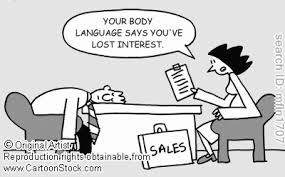 YOUR BODY
LANGUAGE SAYS YOU'VE
LOST INTEREST.
SALES
© Original Artist
Reproduction rights obtainable from
www.CartoonStock.com
search ID: mfln1707